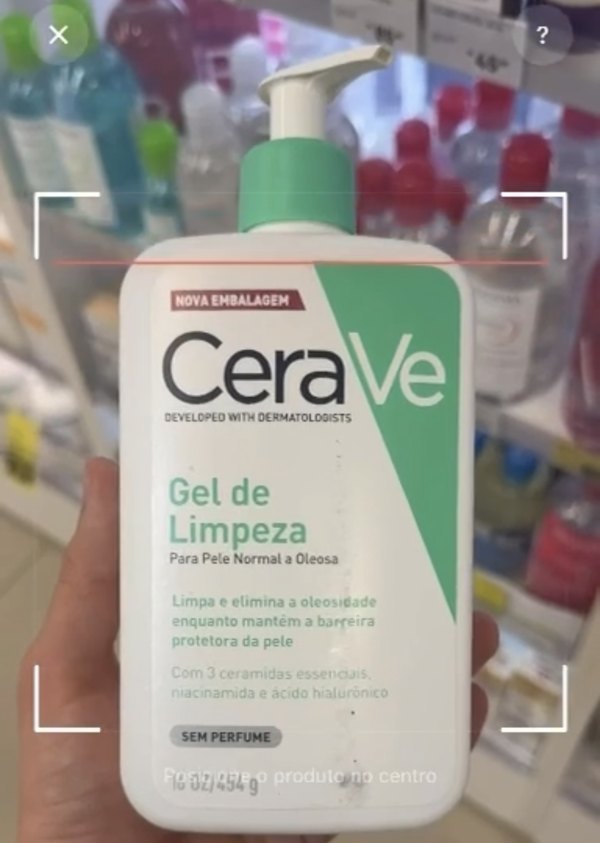 ?
NOVA EMBALAGEM
CeraVe
DEVELOPED WITH DERMATOLOGISTS
Gel de
Limpeza
Para Pele Normal a Oleosa
Limpa e elimina a oleosidade
enquanto mantém a barreira
protetora da pele
Com 3 ceramidas essenciais,
niacinamida e ácido hialurônico
SEM PERFUME
Posicione o produto no centro
16 OZ/454 g